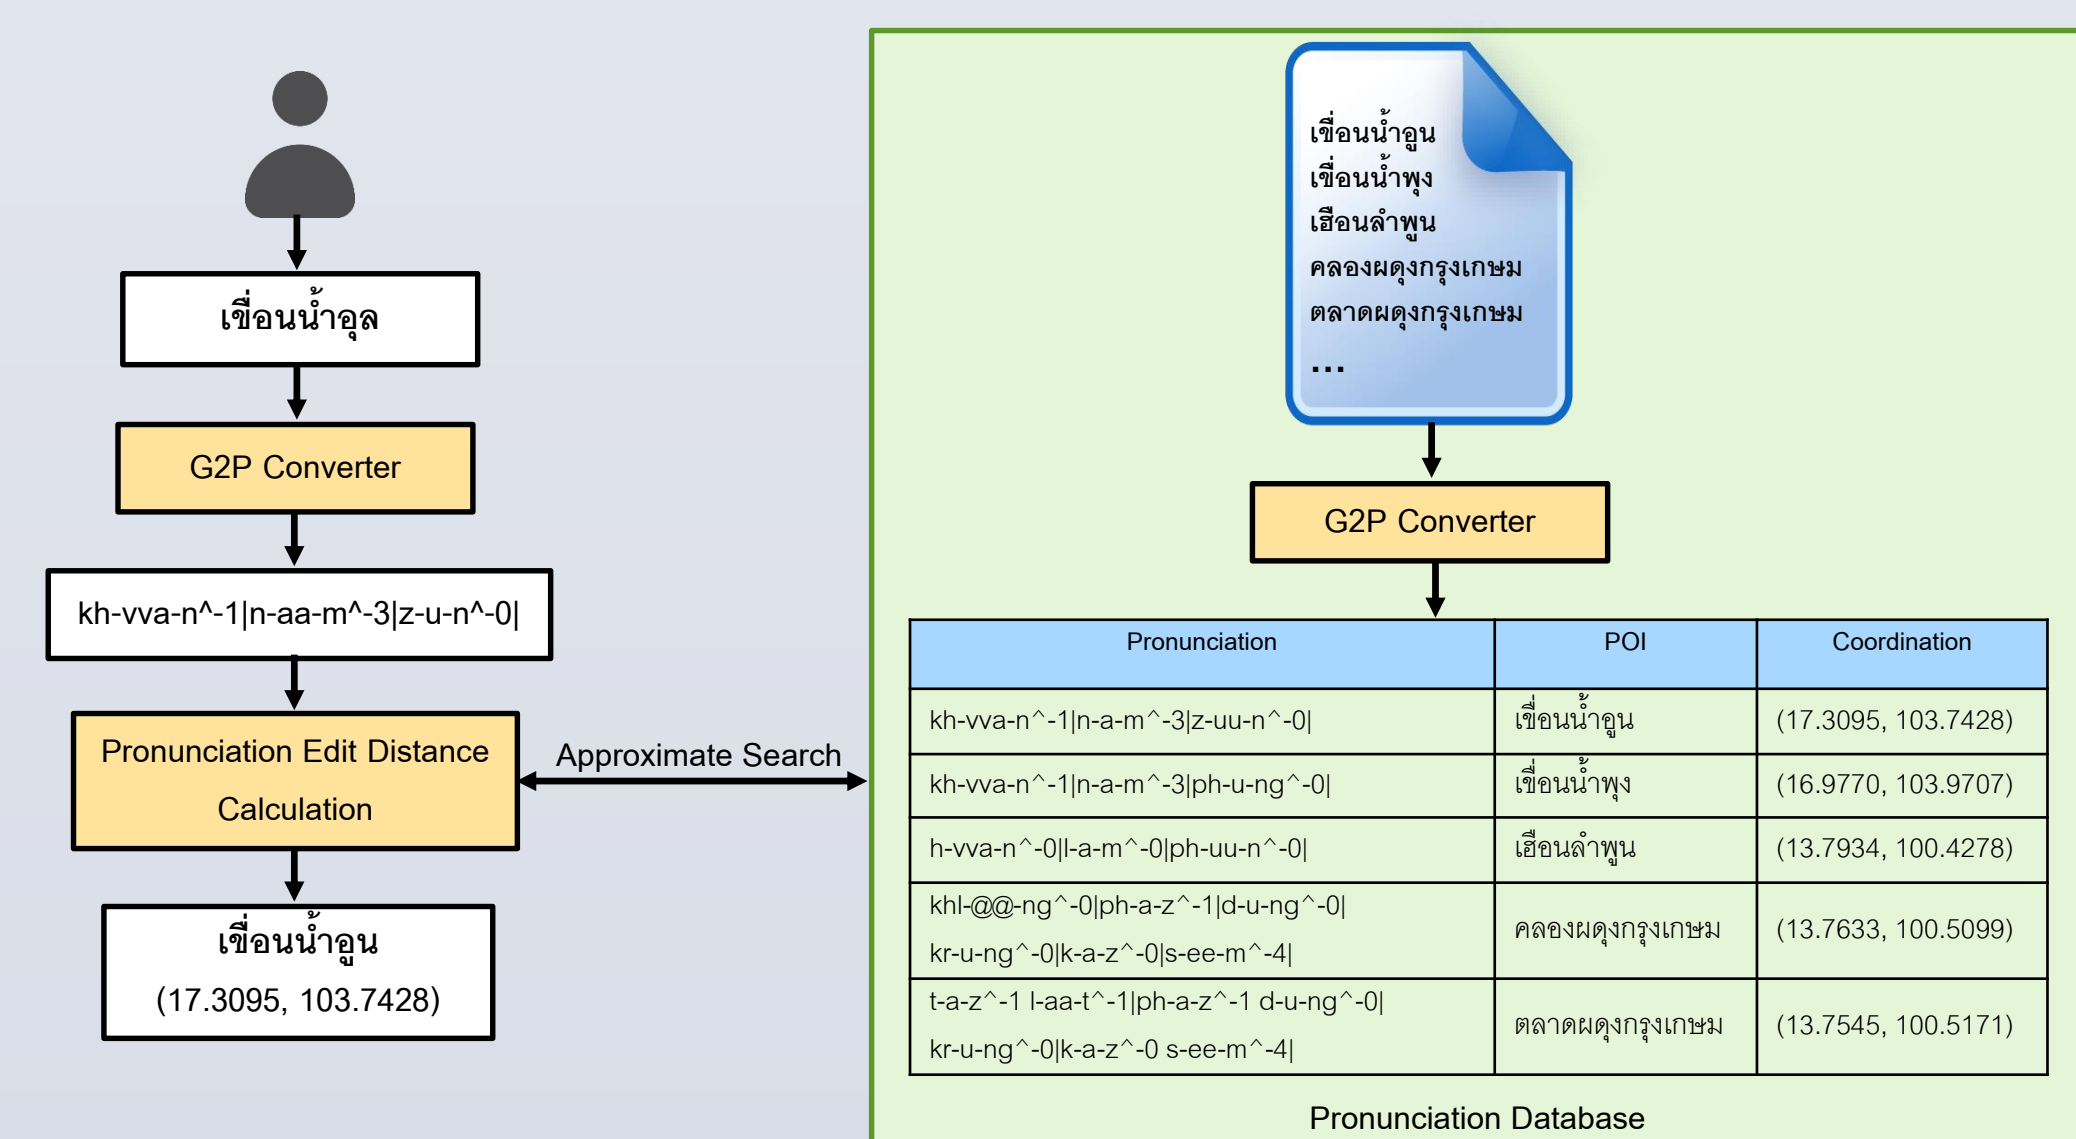 เขื่อนน้ำอุล
G2P Converter
kh-vva-n^-1|n-aa-m^-3|z-u-n^-0|
Pronunciation Edit Distance
Calculation
Approximate Search
เขื่อนน้ำอูน
(17.3095, 103.7428)
เขื่อนน้ำอูน
เขื่อนน้ำพุง
เฮือนลำพูน
คลองผดุงกรุงเกษม
ตลาดผดุงกรุงเกษม
...
G2P Converter
Pronunciation POI Coordination
kh-vva-n^-1|n-a-m^-3|z-uu-n^-0| เขื่อนน้ำอูน (17.3095, 103.7428)
kh-vva-n^-1|n-a-m^-3|ph-u-ng^-0| เขื่อนน้ำพุง (16.9770, 103.9707)
h-vva-n^-0|l-a-m^-0|ph-uu-n^-0| เฮือนลำพูน (13.7934, 100.4278)
khl-@@-ng^-0|ph-a-z^-1|d-u-ng^-0|
kr-u-ng^-0|k-a-z^-0|s-ee-m^-4|
คลองผดุงกรุงเกษม (13.7633, 100.5099)
t-a-z^-1 l-aa-t^-1|ph-a-z^-1 d-u-ng^-0|
kr-u-ng^-0|k-a-z^-0 s-ee-m^-4|
ตลาดผดุงกรุงเกษม (13.7545, 100.5171)
Pronunciation Database